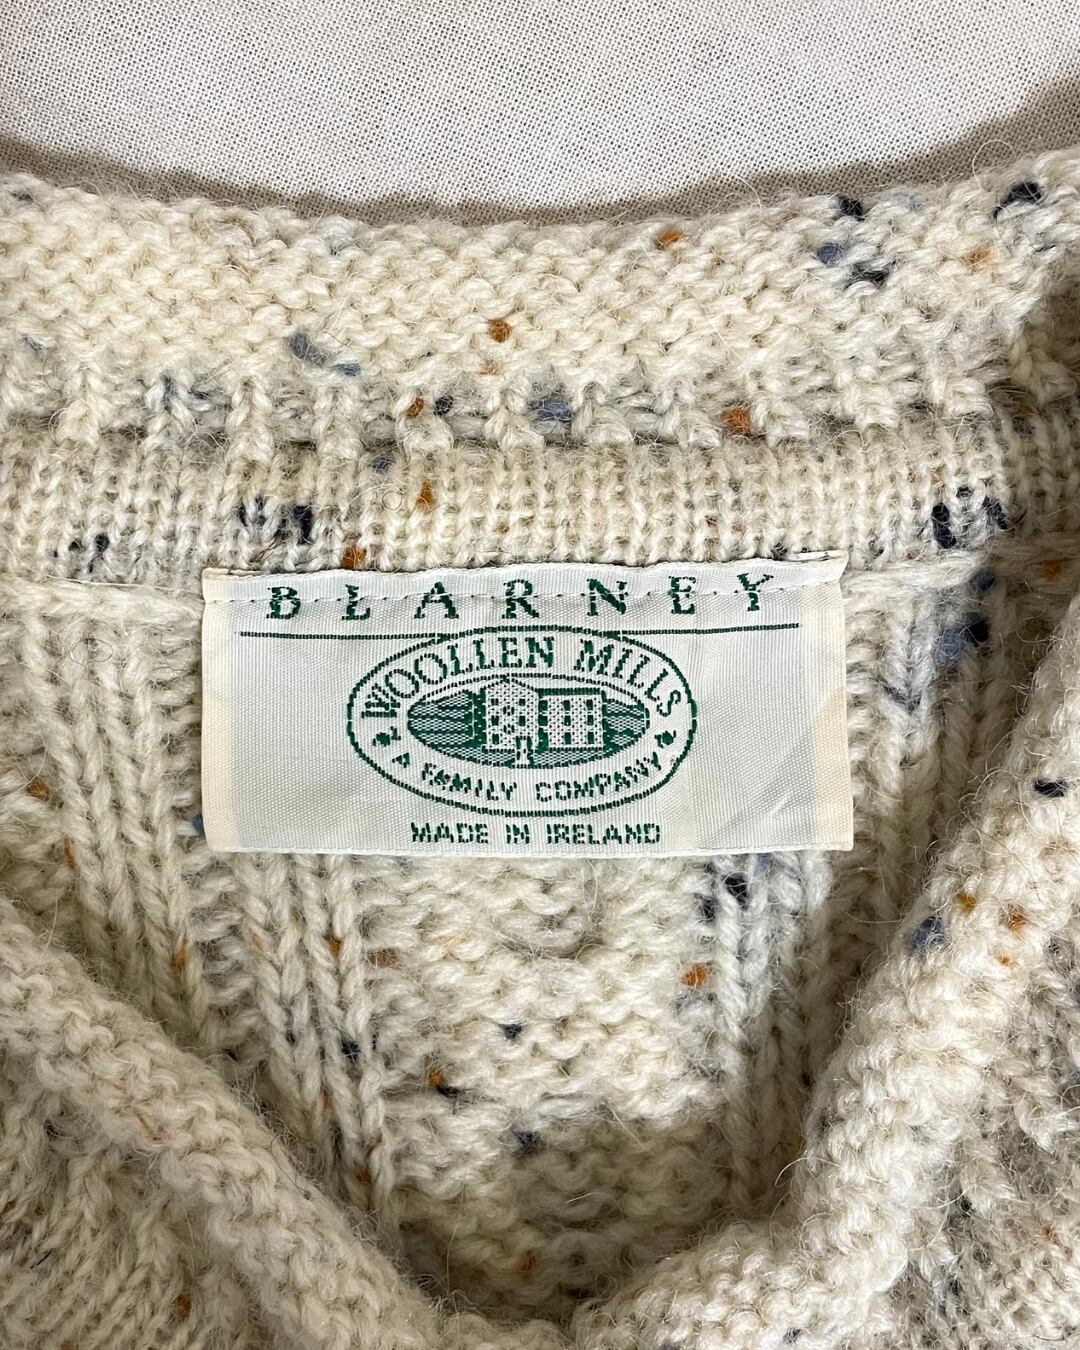 BLARNEY
WOOLLEN MILLS
A FAMILY COMPANY
MADE IN IRELAND